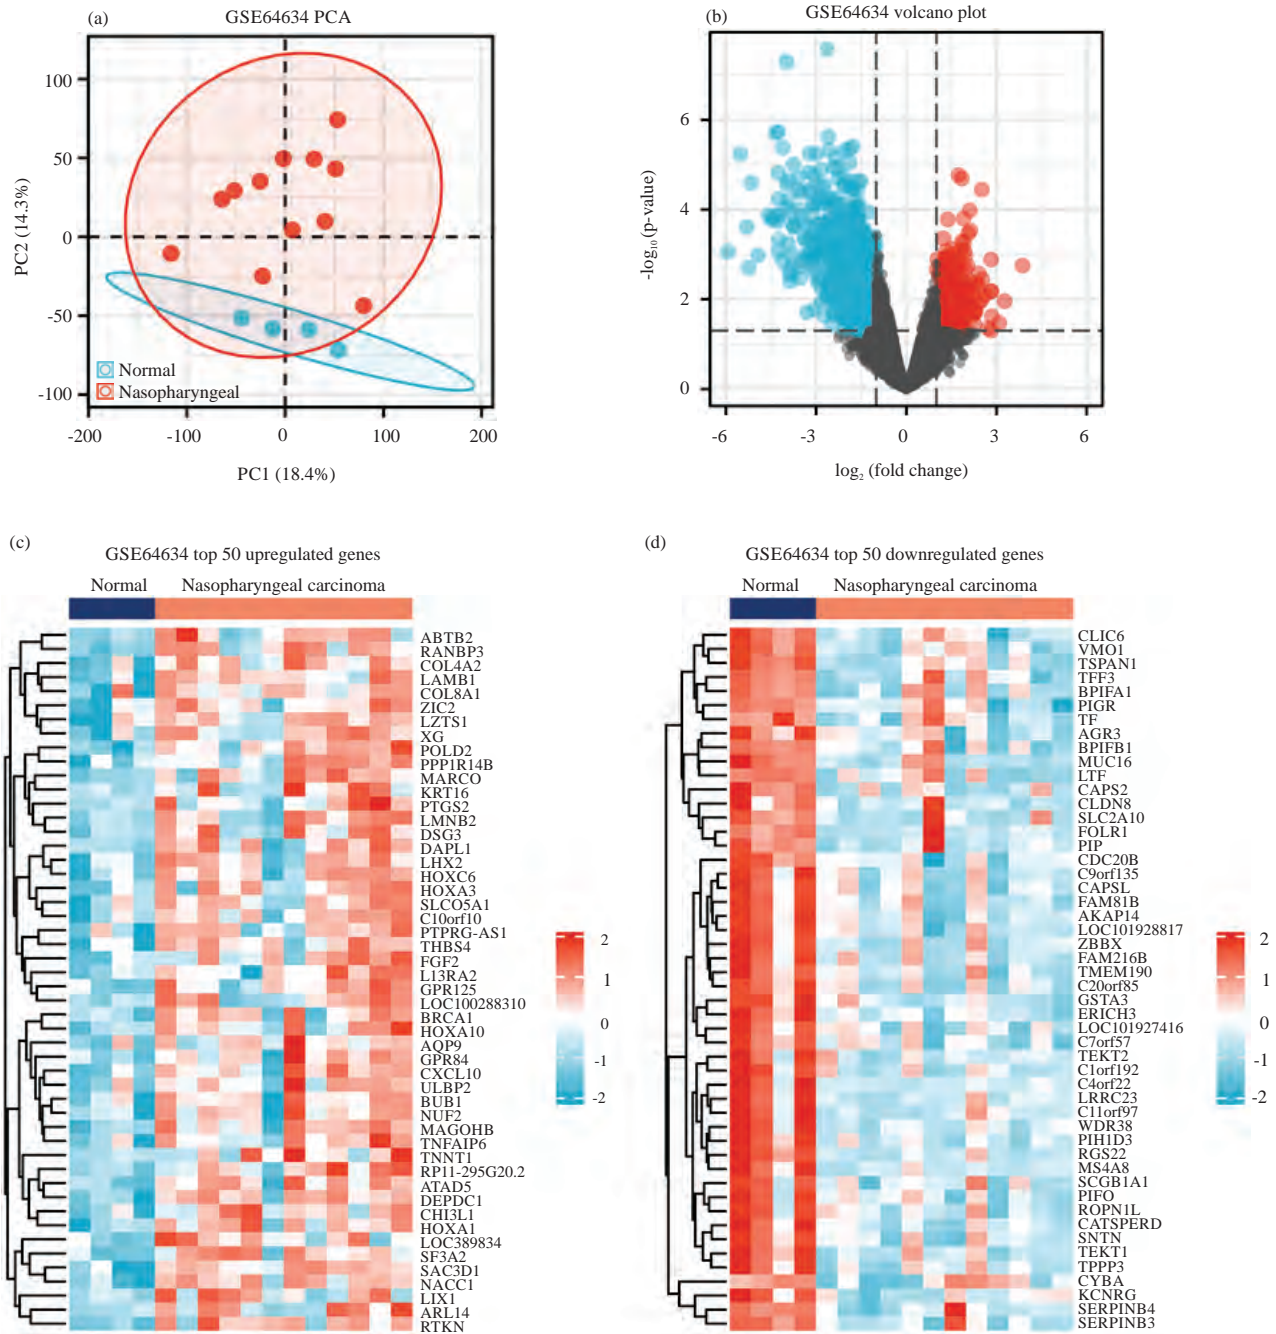 (a)
GSE64634 PCA
100
50
0
-50
-100
-200
-100
0
100
200
PC2 (14.3%)
PC1 (18.4%)
Normal
Nasopharyngeal
(b)
GSE64634 volcano plot
6
4
2
0
-6
-3
0
3
6
-log₁₀ (p-value)
log₂ (fold change)
(c)
GSE64634 top 50 upregulated genes
Normal
Nasopharyngeal carcinoma
ABTB2
RANBP3
COL4A2
LAMB1
COL8A1
ZIC2
LZTS1
XG
POLD2
PPP1R14B
MARCO
KRT16
PTGS2
LMNB2
DSG3
DAPL1
LHX2
HOXC6
HOXA3
SLCO5A1
C10orf10
PTPRG-AS1
THBS4
FGF2
L13RA2
GPR125
LOC100288310
BRCA1
HOXA10
AQP9
GPR84
CXCL10
ULBP2
BUB1
NUF2
MAGOHB
TNFAIP6
TNNT1
RP11-295G20.2
ATAD5
DEPDC1
CHI3L1
HOXA1
LOC389834
SF3A2
SAC3D1
NACC1
LIX1
ARL14
RTKN
2
1
0
-1
-2
(d)
GSE64634 top 50 downregulated genes
Normal
Nasopharyngeal carcinoma
CLIC6
VMO1
TSPAN1
TFF3
BPIFA1
PIGR
TF
AGR3
BPIFB1
MUC16
LTF
CAPS2
CLDN8
SLC2A10
FOLR1
PIP
CDC20B
C9orf135
CAPSL
FAM81B
AKAP14
LOC101928817
ZBBX
FAM216B
TMEM190
C20orf85
GSTA3
ERICH3
LOC101927416
C7orf57
TEKT2
C1orf192
C4orf22
LRRC23
C11orf97
WDR38
PIH1D3
RGS22
MS4A8
SCGB1A1
PIFO
ROPN1L
CATSPERD
SNTN
TEKT1
TPPP3
CYBA
KCNRG
SERPINB4
SERPINB3
2
1
0
-1
-2